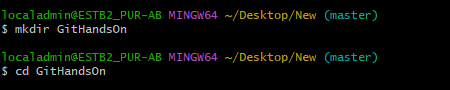 localadmin@ESTB2_PUR-AB MINGW64 ~/Desktop/New (master)
$ mkdir GitHandsOn
localadmin@ESTB2_PUR-AB MINGW64 ~/Desktop/New (master)
$ cd GitHandsOn